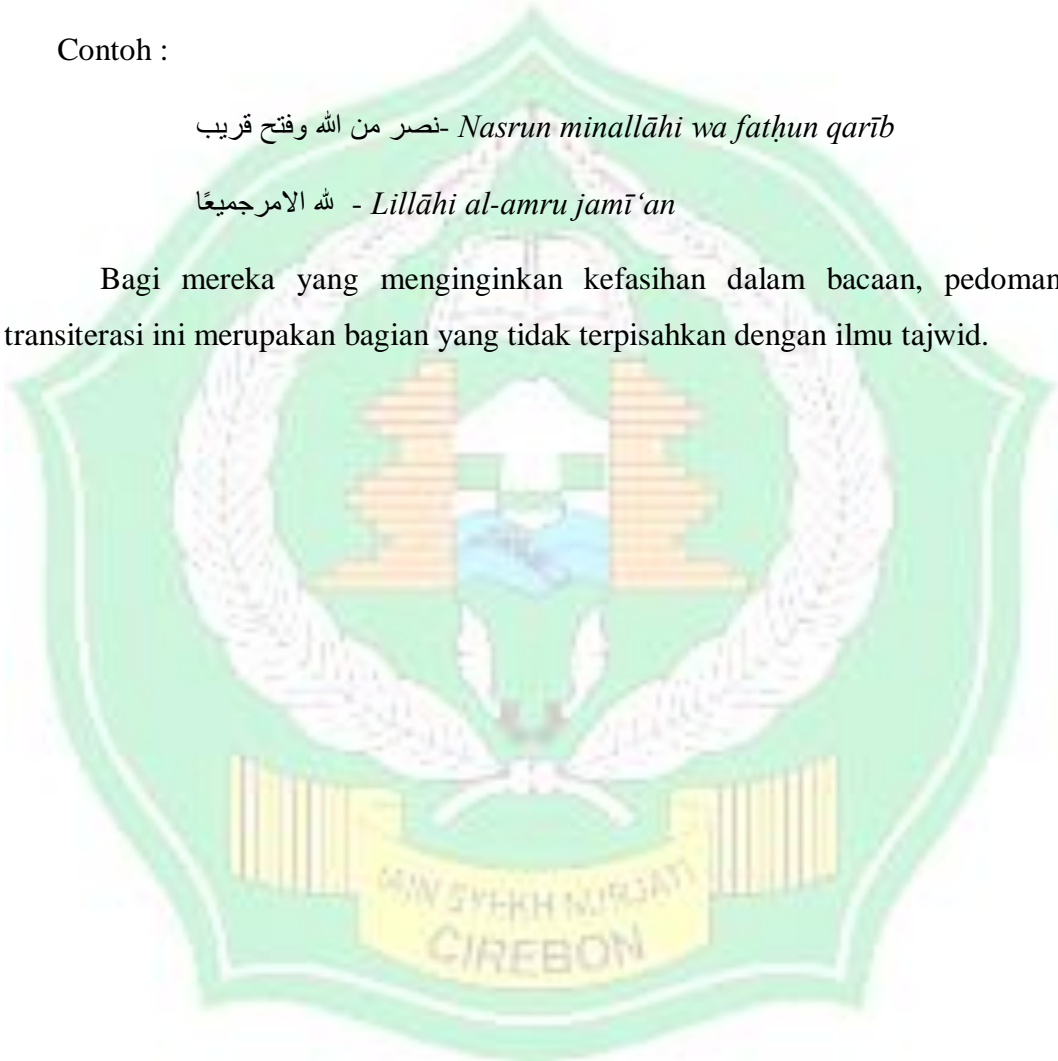 Contoh :
نصر من الله وفتح قريب- Nasrun minallāhi wa fatḥun qarīb
لله الامرجميعًا - Lillāhi al-amru jamī‘an
Bagi mereka yang menginginkan kefasihan dalam bacaan, pedoman
transiterasi ini merupakan bagian yang tidak terpisahkan dengan ilmu tajwid.
IAIN SYEKH NURJATI
CIREBON